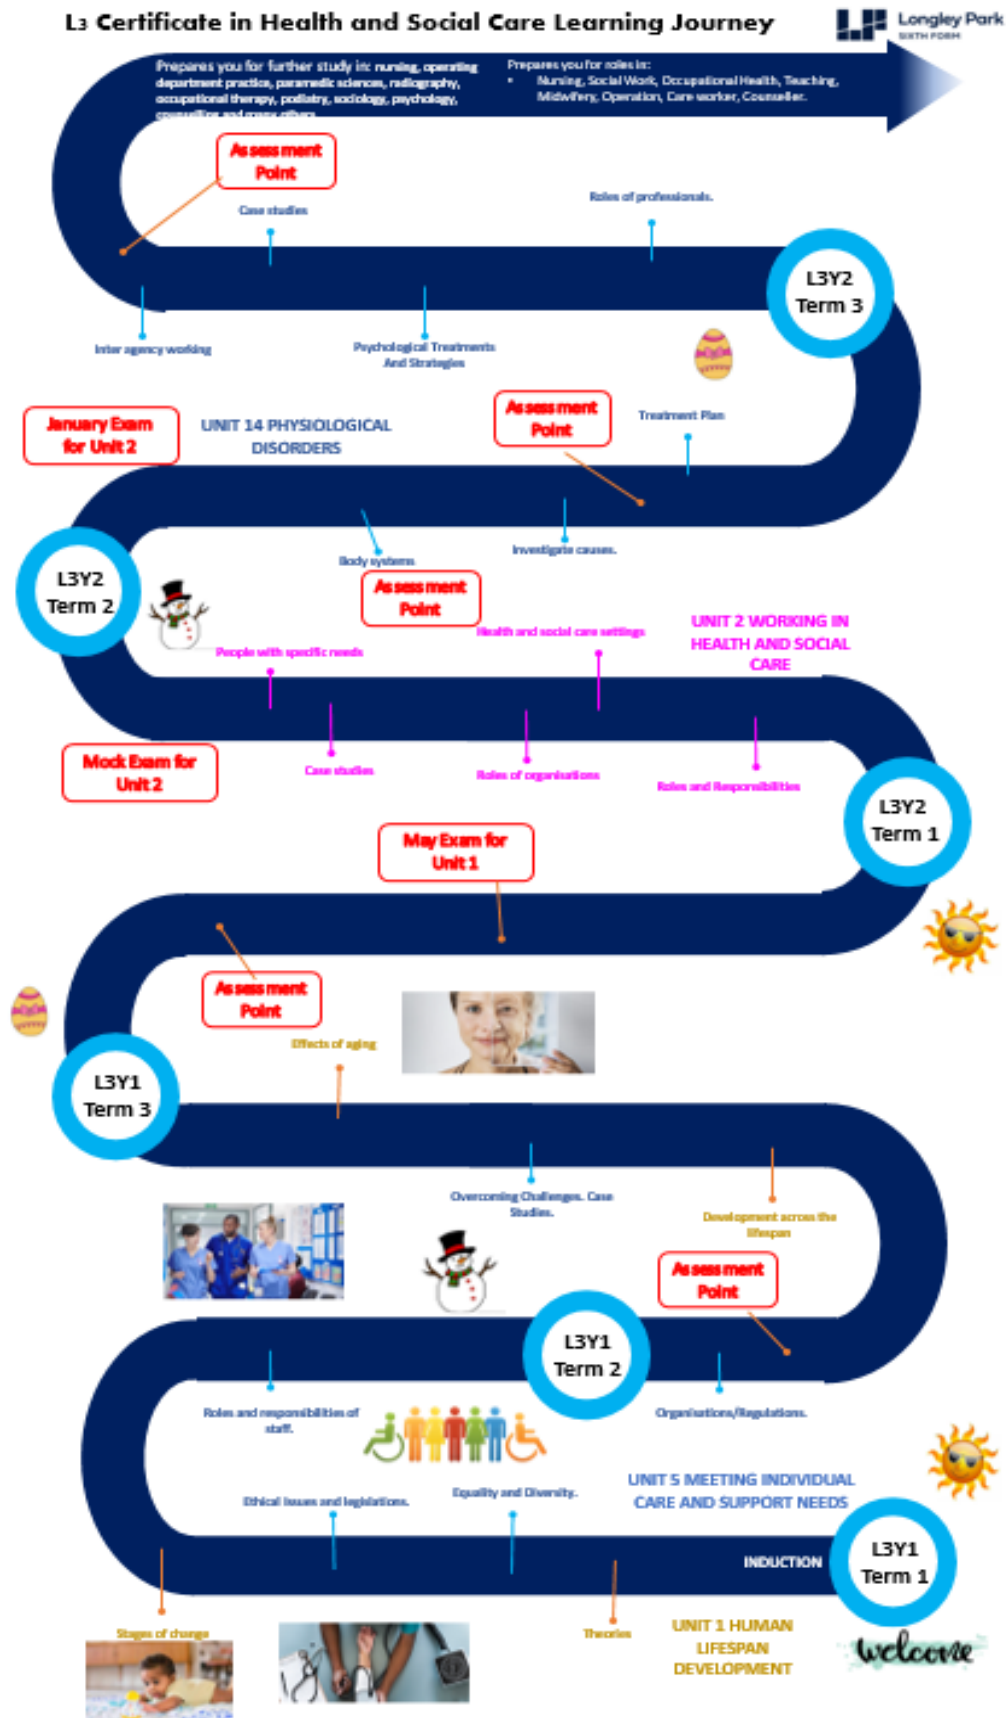 L3 Certificate in Health and Social Care Learning Journey
Longley Park
SIXTH FORM
Prepares you for further study in: nursing, operating
department practice, paramedic sciences, radiography,
occupational therapy, podiatry, sociology, psychology,
counselling and many others
Prepares you for roles in:
• Nursing, Social Work, Occupational Health, Teaching,
Midwifery, Operation, Care worker, Counsellor.
Assessment
Point
Case studies
Roles of professionals.
L3Y2
Term 3
Inter agency working
Psychological Treatments
And Strategies
January Exam
for Unit 2
UNIT 14 PHYSIOLOGICAL
DISORDERS
Assessment
Point
Treatment Plan
Body systems
Investigate causes.
L3Y2
Term 2
Assessment
Point
People with specific needs
Health and social care settings
UNIT 2 WORKING IN
HEALTH AND SOCIAL
CARE
Mock Exam for
Unit 2
Case studies
Roles of organisations
Roles and Responsibilities
L3Y2
Term 1
May Exam for
Unit 1
Assessment
Point
Effects of aging
L3Y1
Term 3
Overcoming Challenges. Case
Studies.
Development across the
lifespan
Assessment
Point
L3Y1
Term 2
Roles and responsibilities of
staff.
Organisations/Regulations.
Ethical issues and legislations.
Equality and Diversity.
UNIT 5 MEETING INDIVIDUAL
CARE AND SUPPORT NEEDS
INDUCTION
L3Y1
Term 1
Stages of change
Theories
UNIT 1 HUMAN
LIFESPAN
DEVELOPMENT
welcome